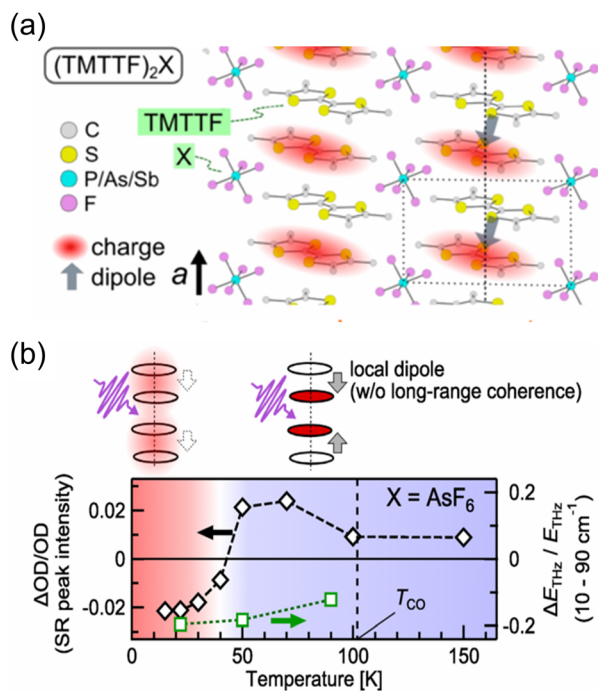 (a)
(TMTTF)2X
TMTTF
X
C
S
P/As/Sb
F
charge
dipole
a
(b)
local dipole
(w/o long-range coherence)
X = AsF6
0.02
0
-0.02
ΔOD/OD
(SR peak intensity)
0.2
0
-0.2
ΔETHz / ETHz
(10 - 90 cm-1)
TCO
0 50 100 150
Temperature [K]